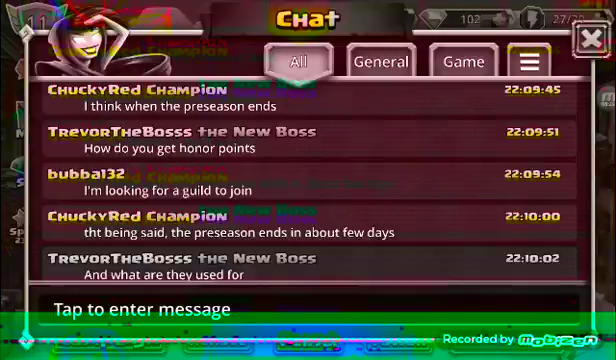 11
Chat
102
27/20
All
General
Game
ChuckyRed Champion 22:09:45
I think when the preseason ends
TrevorTheBosss the New Boss 22:09:51
How do you get honor points
bubba132 22:09:54
I'm looking for a guild to join
ChuckyRed Champion 22:10:00
tht being said, the preseason ends in about few days
TrevorTheBosss the New Boss 22:10:02
And what are they used for
Tap to enter message
Recorded by mobizen